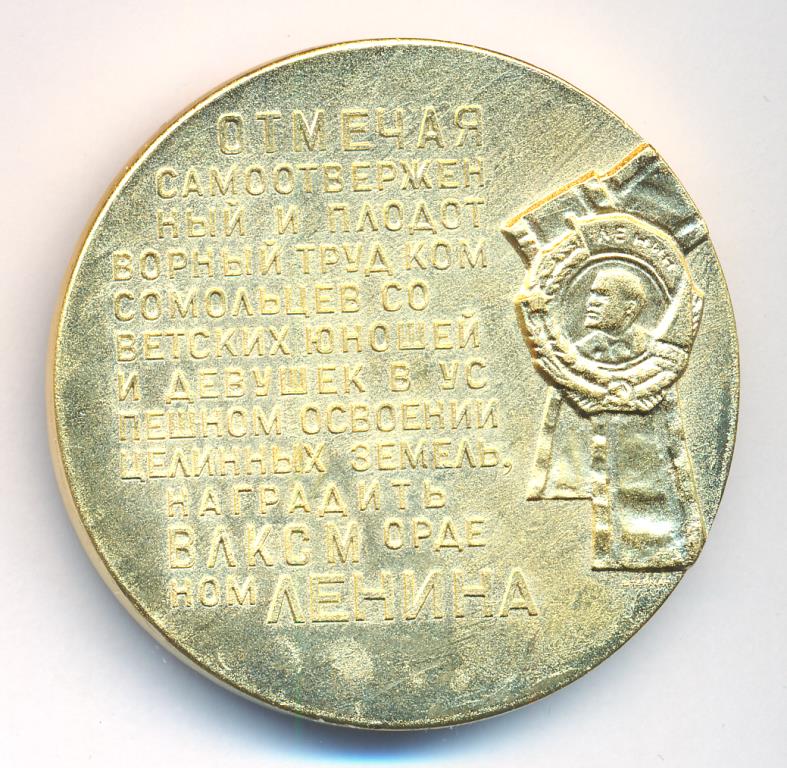 ОТМЕЧАЯ
САМООТВЕРЖЕН
НЫЙ И ПЛОДОТ
ВОРНЫЙ ТРУД КОМ
СОМОЛЬЦЕВ СО
ВЕТСКИХ ЮНОШЕЙ
И ДЕВУШЕК В УС
ПЕШНОМ ОСВОЕНИИ
ЦЕЛИННЫХ ЗЕМЕЛЬ,
НАГРАДИТЬ
ВЛКСМ ОРДЕ
НОМ ЛЕНИНА
ЛЕНИН